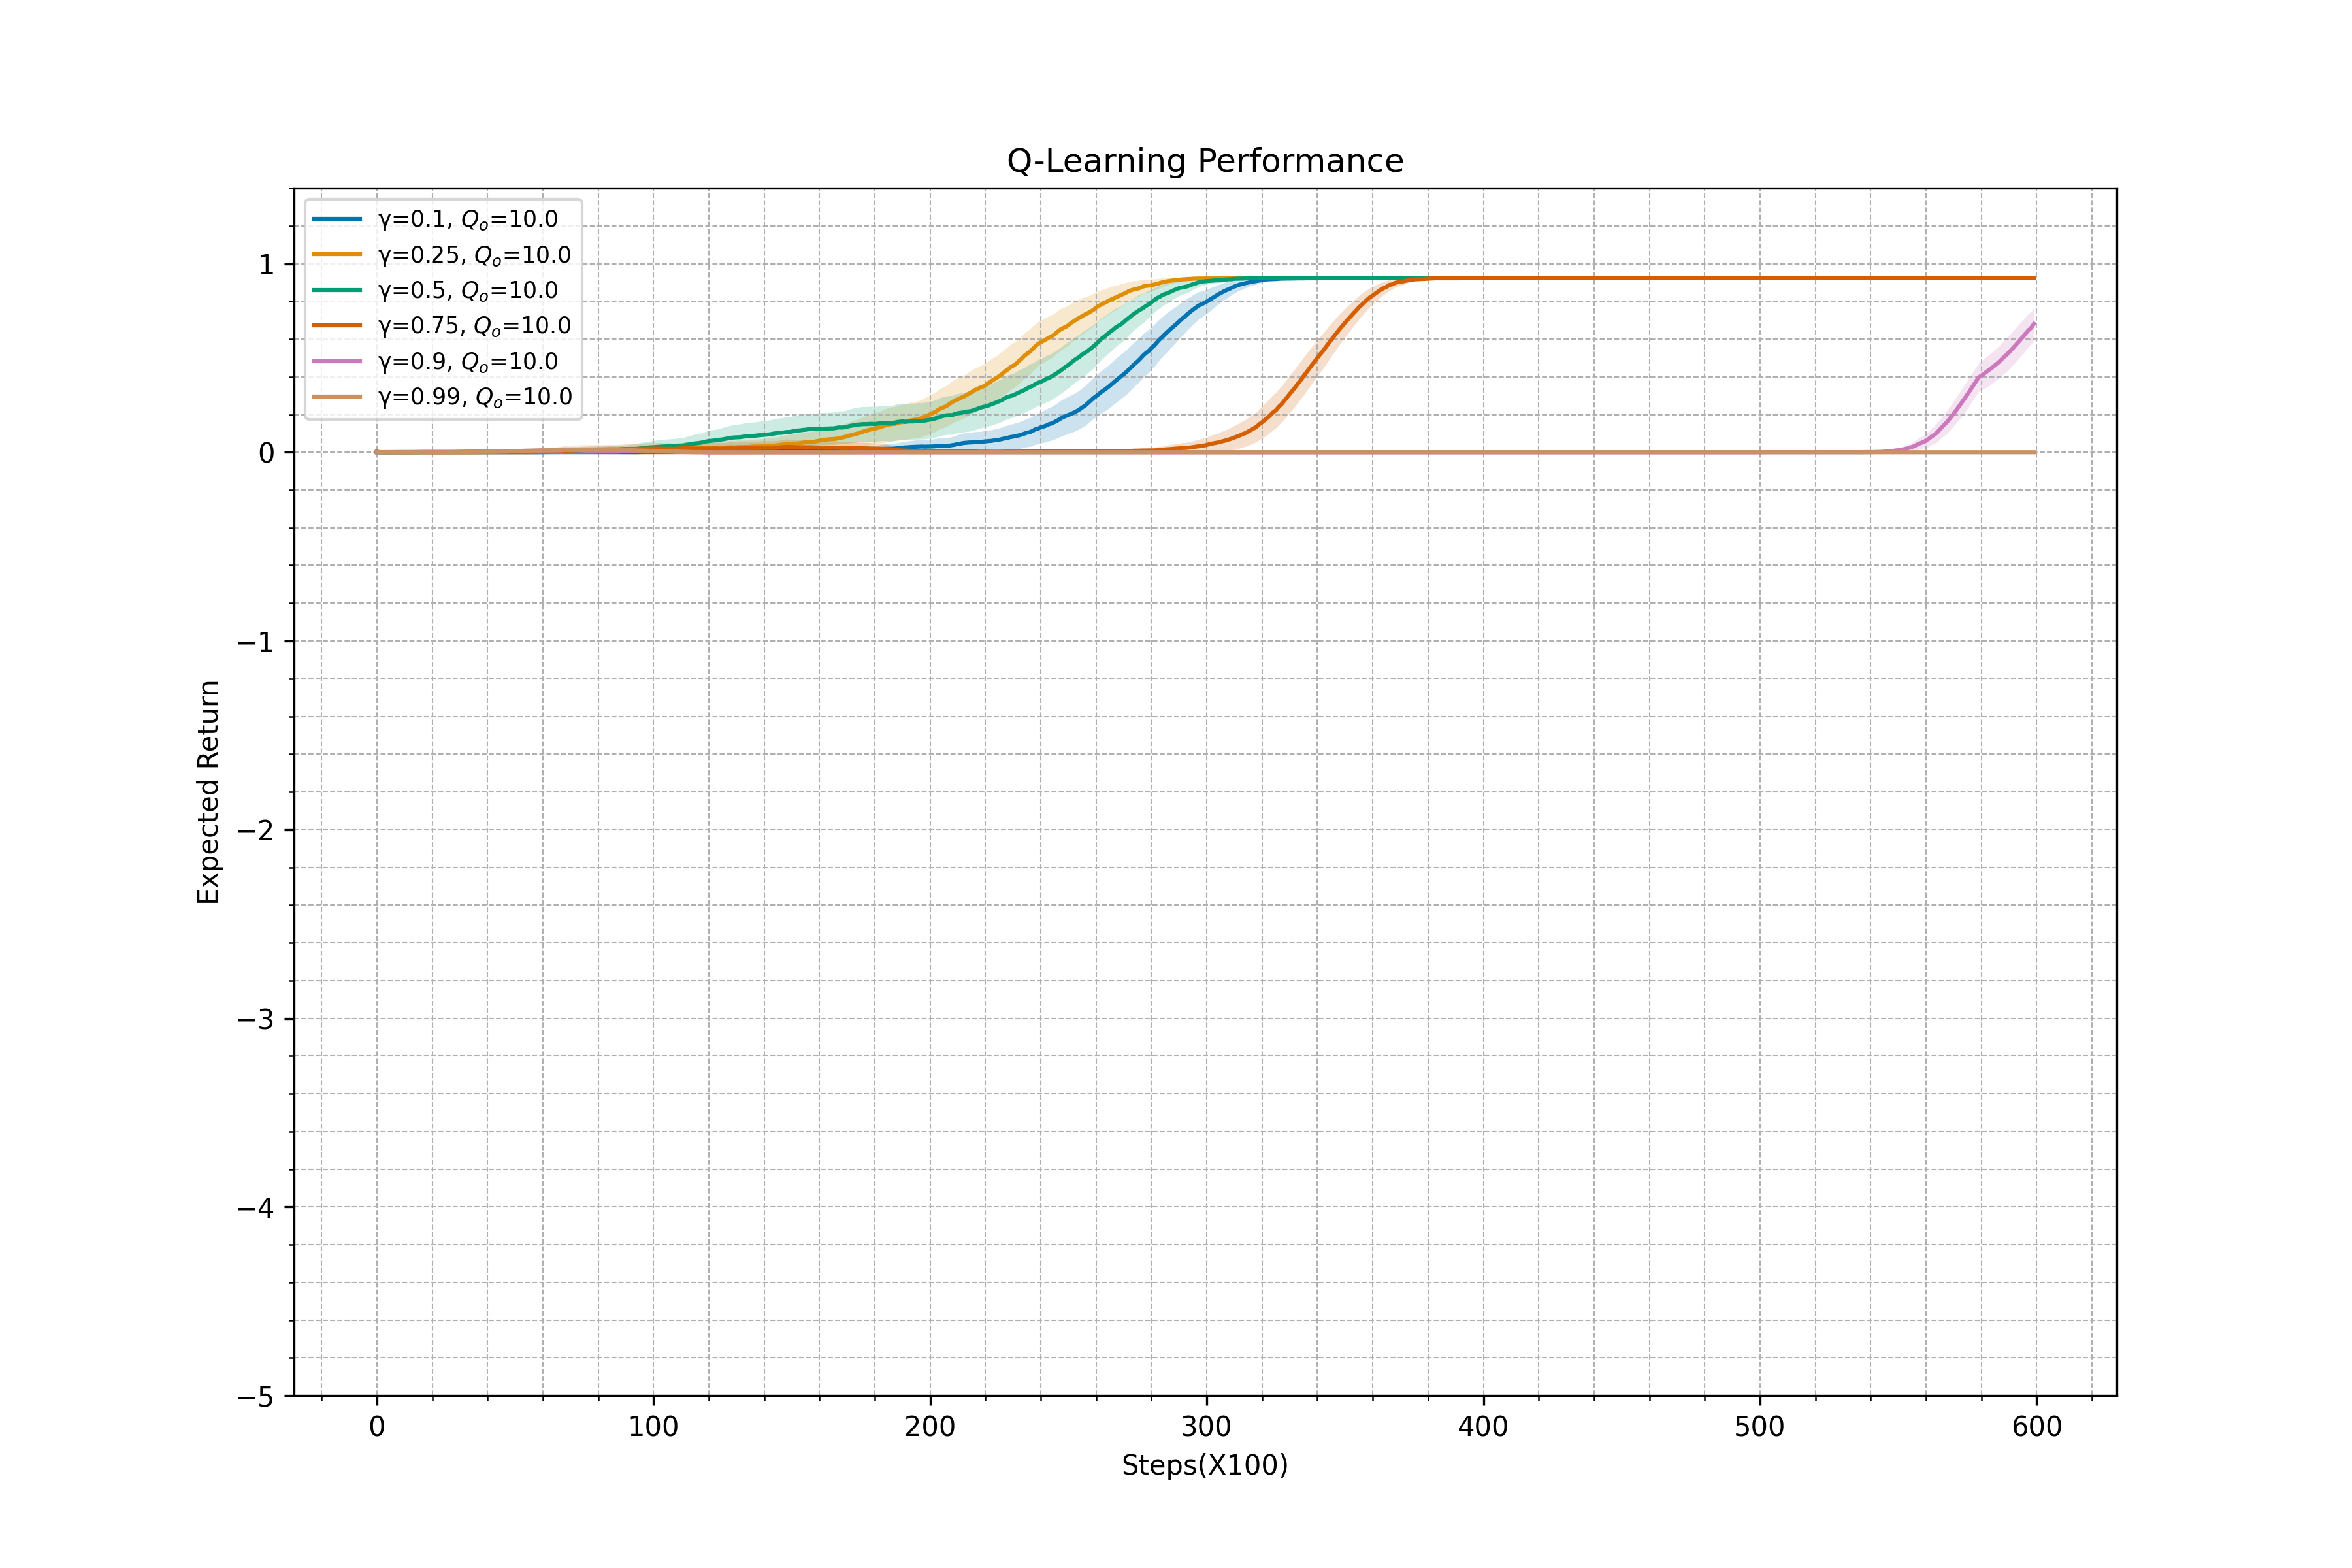 Q-Learning Performance
γ=0.1, Qₒ=10.0
γ=0.25, Qₒ=10.0
γ=0.5, Qₒ=10.0
γ=0.75, Qₒ=10.0
γ=0.9, Qₒ=10.0
γ=0.99, Qₒ=10.0
Expected Return
1
0
−1
−2
−3
−4
−5
0 100 200 300 400 500 600
Steps(X100)